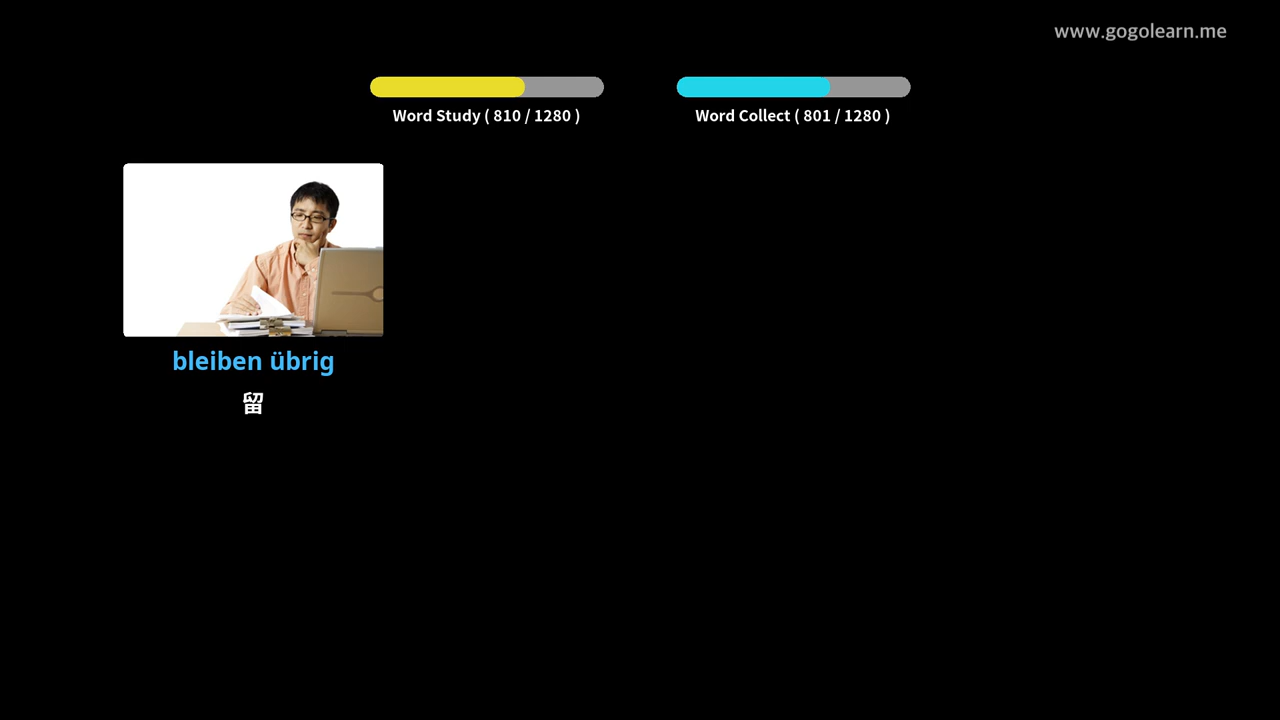 www.gogolearn.me
Word Study ( 810 / 1280 )
Word Collect ( 801 / 1280 )
bleiben übrig
留